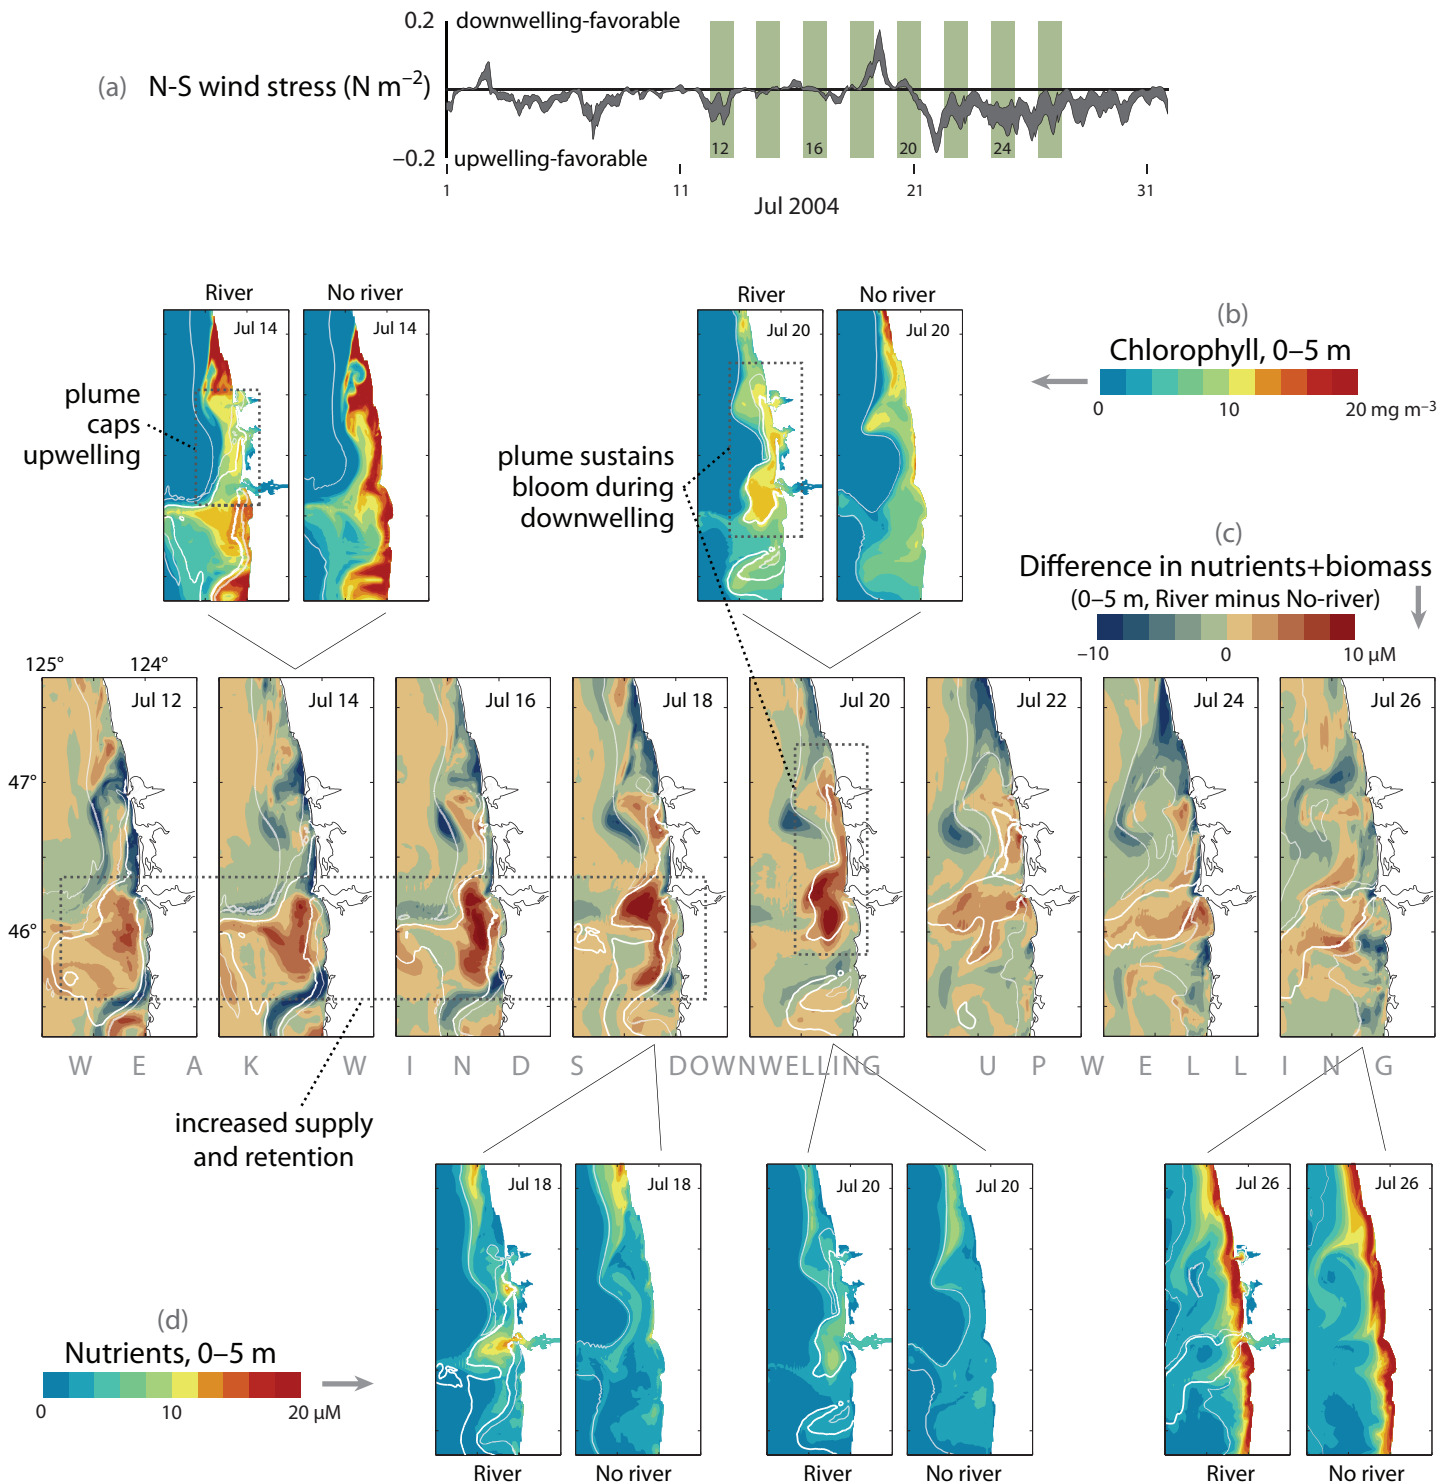 0.2
downwelling-favorable
(a) N-S wind stress (N m−2)
12 16 20 24
−0.2
upwelling-favorable
1 11 21 31
Jul 2004
River
No river
Jul 14
Jul 14
plume
caps
upwelling
River
No river
Jul 20
Jul 20
plume sustains
bloom during
downwelling
(b)
Chlorophyll, 0–5 m
0 10 20 mg m−3
(c)
Difference in nutrients+biomass
(0–5 m, River minus No-river)
−10 0 10 µM
125° 124°
47°
46°
Jul 12
Jul 14
Jul 16
Jul 18
Jul 20
Jul 22
Jul 24
Jul 26
WEAK WINDS DOWNWELLING UPWELLING
increased supply
and retention
(d)
Nutrients, 0–5 m
0 10 20 µM
Jul 18
Jul 18
Jul 20
Jul 20
Jul 26
Jul 26
River
No river
River
No river
River
No river